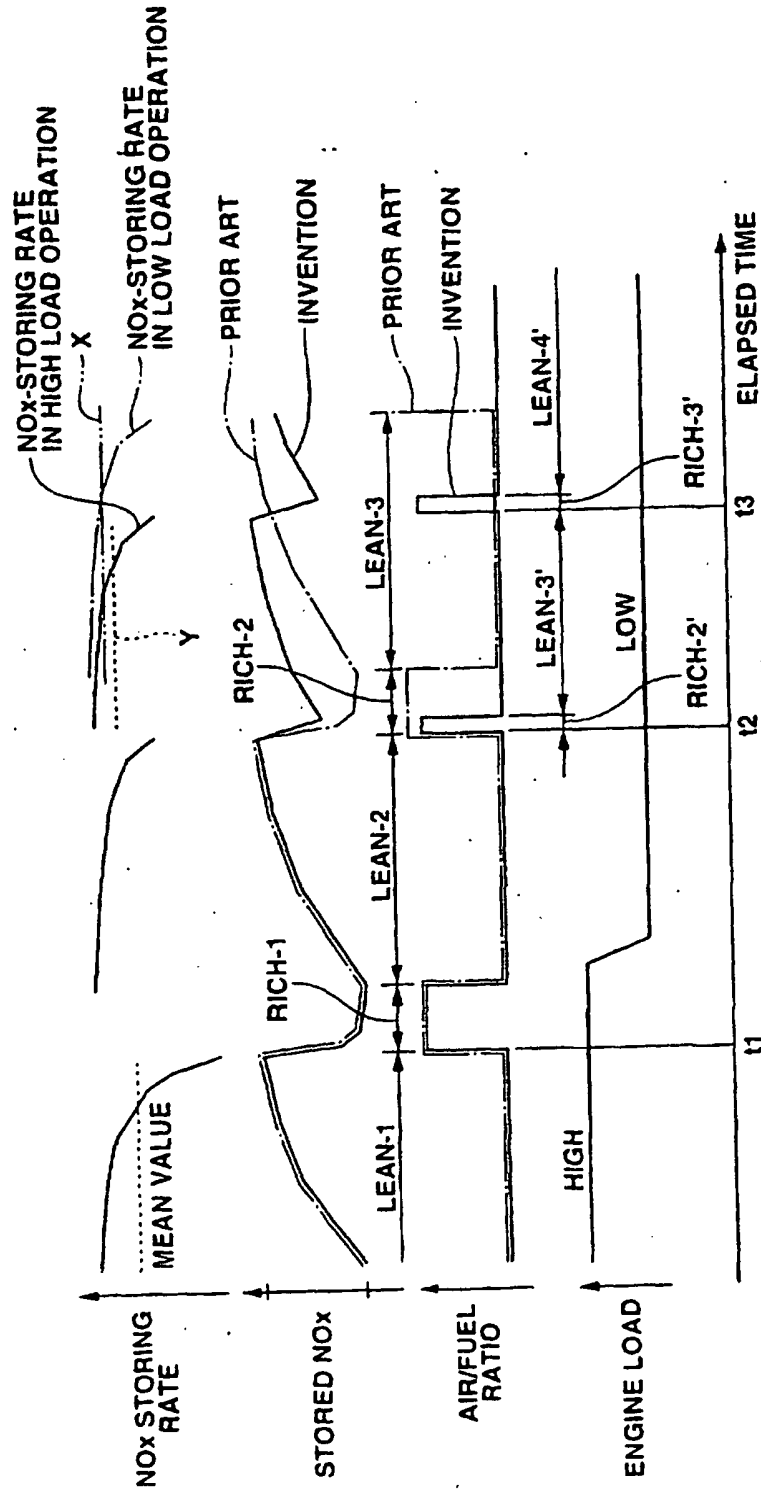 NOx-STORING RATE
IN HIGH LOAD OPERATION
X
NOx-STORING RATE
IN LOW LOAD OPERATION
NOx STORING
RATE
MEAN VALUE
Y
PRIOR ART
INVENTION
STORED NOx
RICH-1
RICH-2
LEAN-1
LEAN-2
LEAN-3
PRIOR ART
INVENTION
AIR/FUEL
RATIO
LEAN-3'
LEAN-4'
RICH-2'
RICH-3'
ENGINE LOAD
HIGH
LOW
t1
t2
t3
ELAPSED TIME